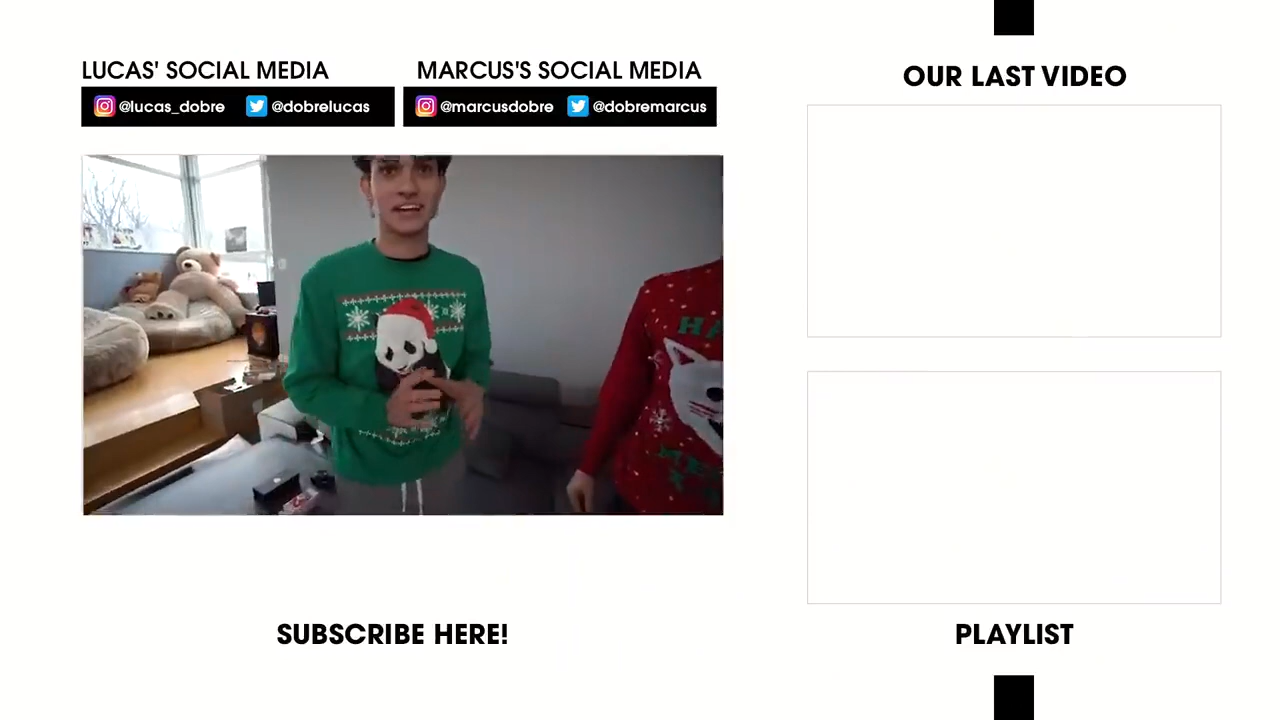 LUCAS' SOCIAL MEDIA
@lucas_dobre @dobrelucas
MARCUS'S SOCIAL MEDIA
@marcusdobre @dobremarcus
OUR LAST VIDEO
SUBSCRIBE HERE!
PLAYLIST